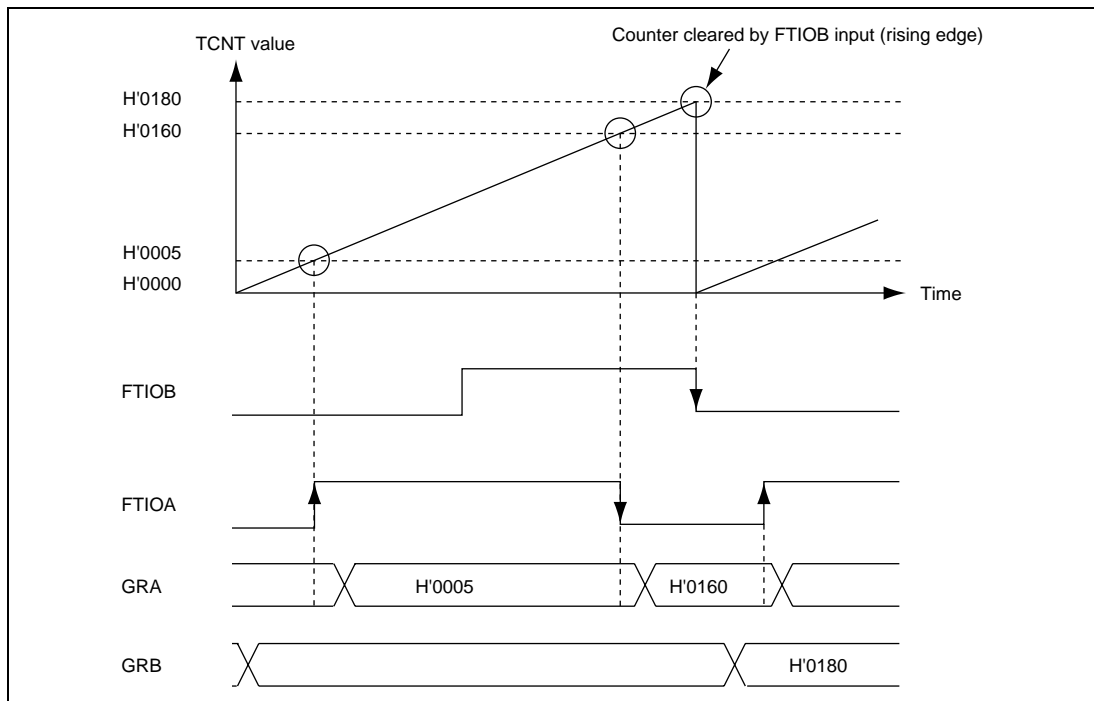 Counter cleared by FTIOB input (rising edge)
TCNT value
H'0180
H'0160
H'0005
H'0000
Time
FTIOB
FTIOA
GRA
H'0005
H'0160
GRB
H'0180